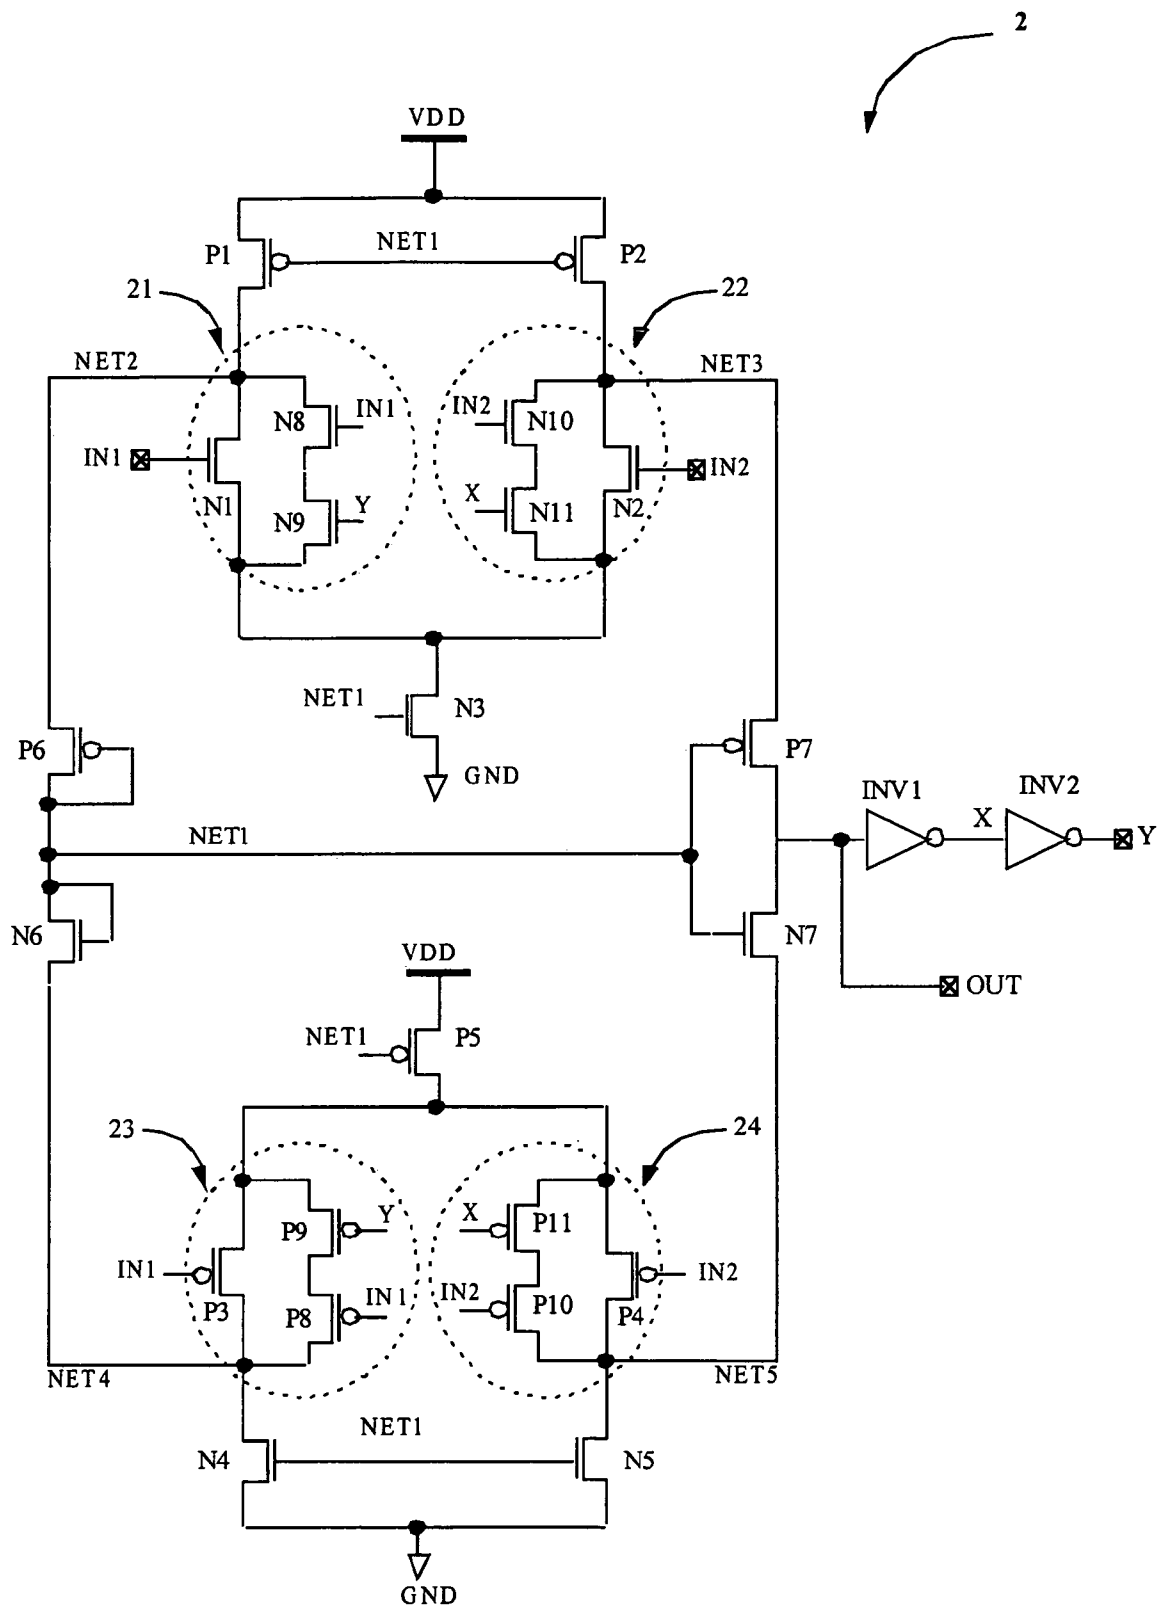 2
VDD
P1
NET1
P2
21
22
NET2
NET3
IN1
N8
IN1
N1
N9
Y
IN2
N10
X
N11
N2
IN2
NET1
N3
GND
P6
P7
INV1
INV2
X
Y
NET1
N6
N7
OUT
VDD
NET1
P5
23
24
Y
P9
IN1
P3
P8
IN1
X
P11
IN2
P10
P4
IN2
NET4
NET5
NET1
N4
N5
GND